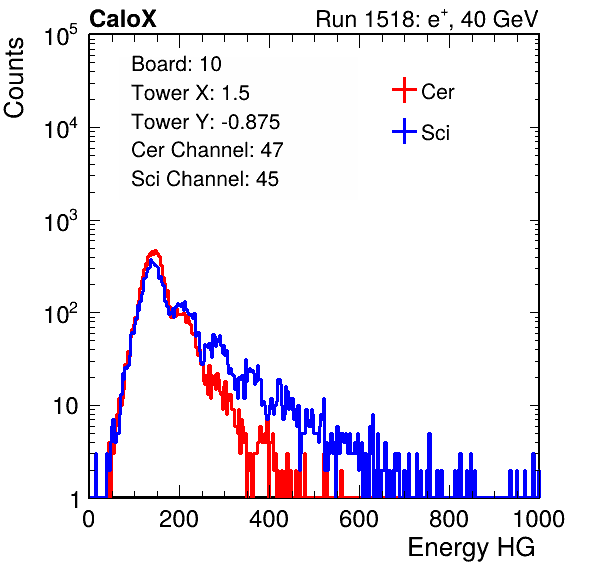 CaloX Run 1518: e⁺, 40 GeV
Counts
10⁵
10⁴
10³
10²
10
1
Board: 10
Tower X: 1.5
Tower Y: -0.875
Cer Channel: 47
Sci Channel: 45
Cer
Sci
0 200 400 600 800 1000
Energy HG